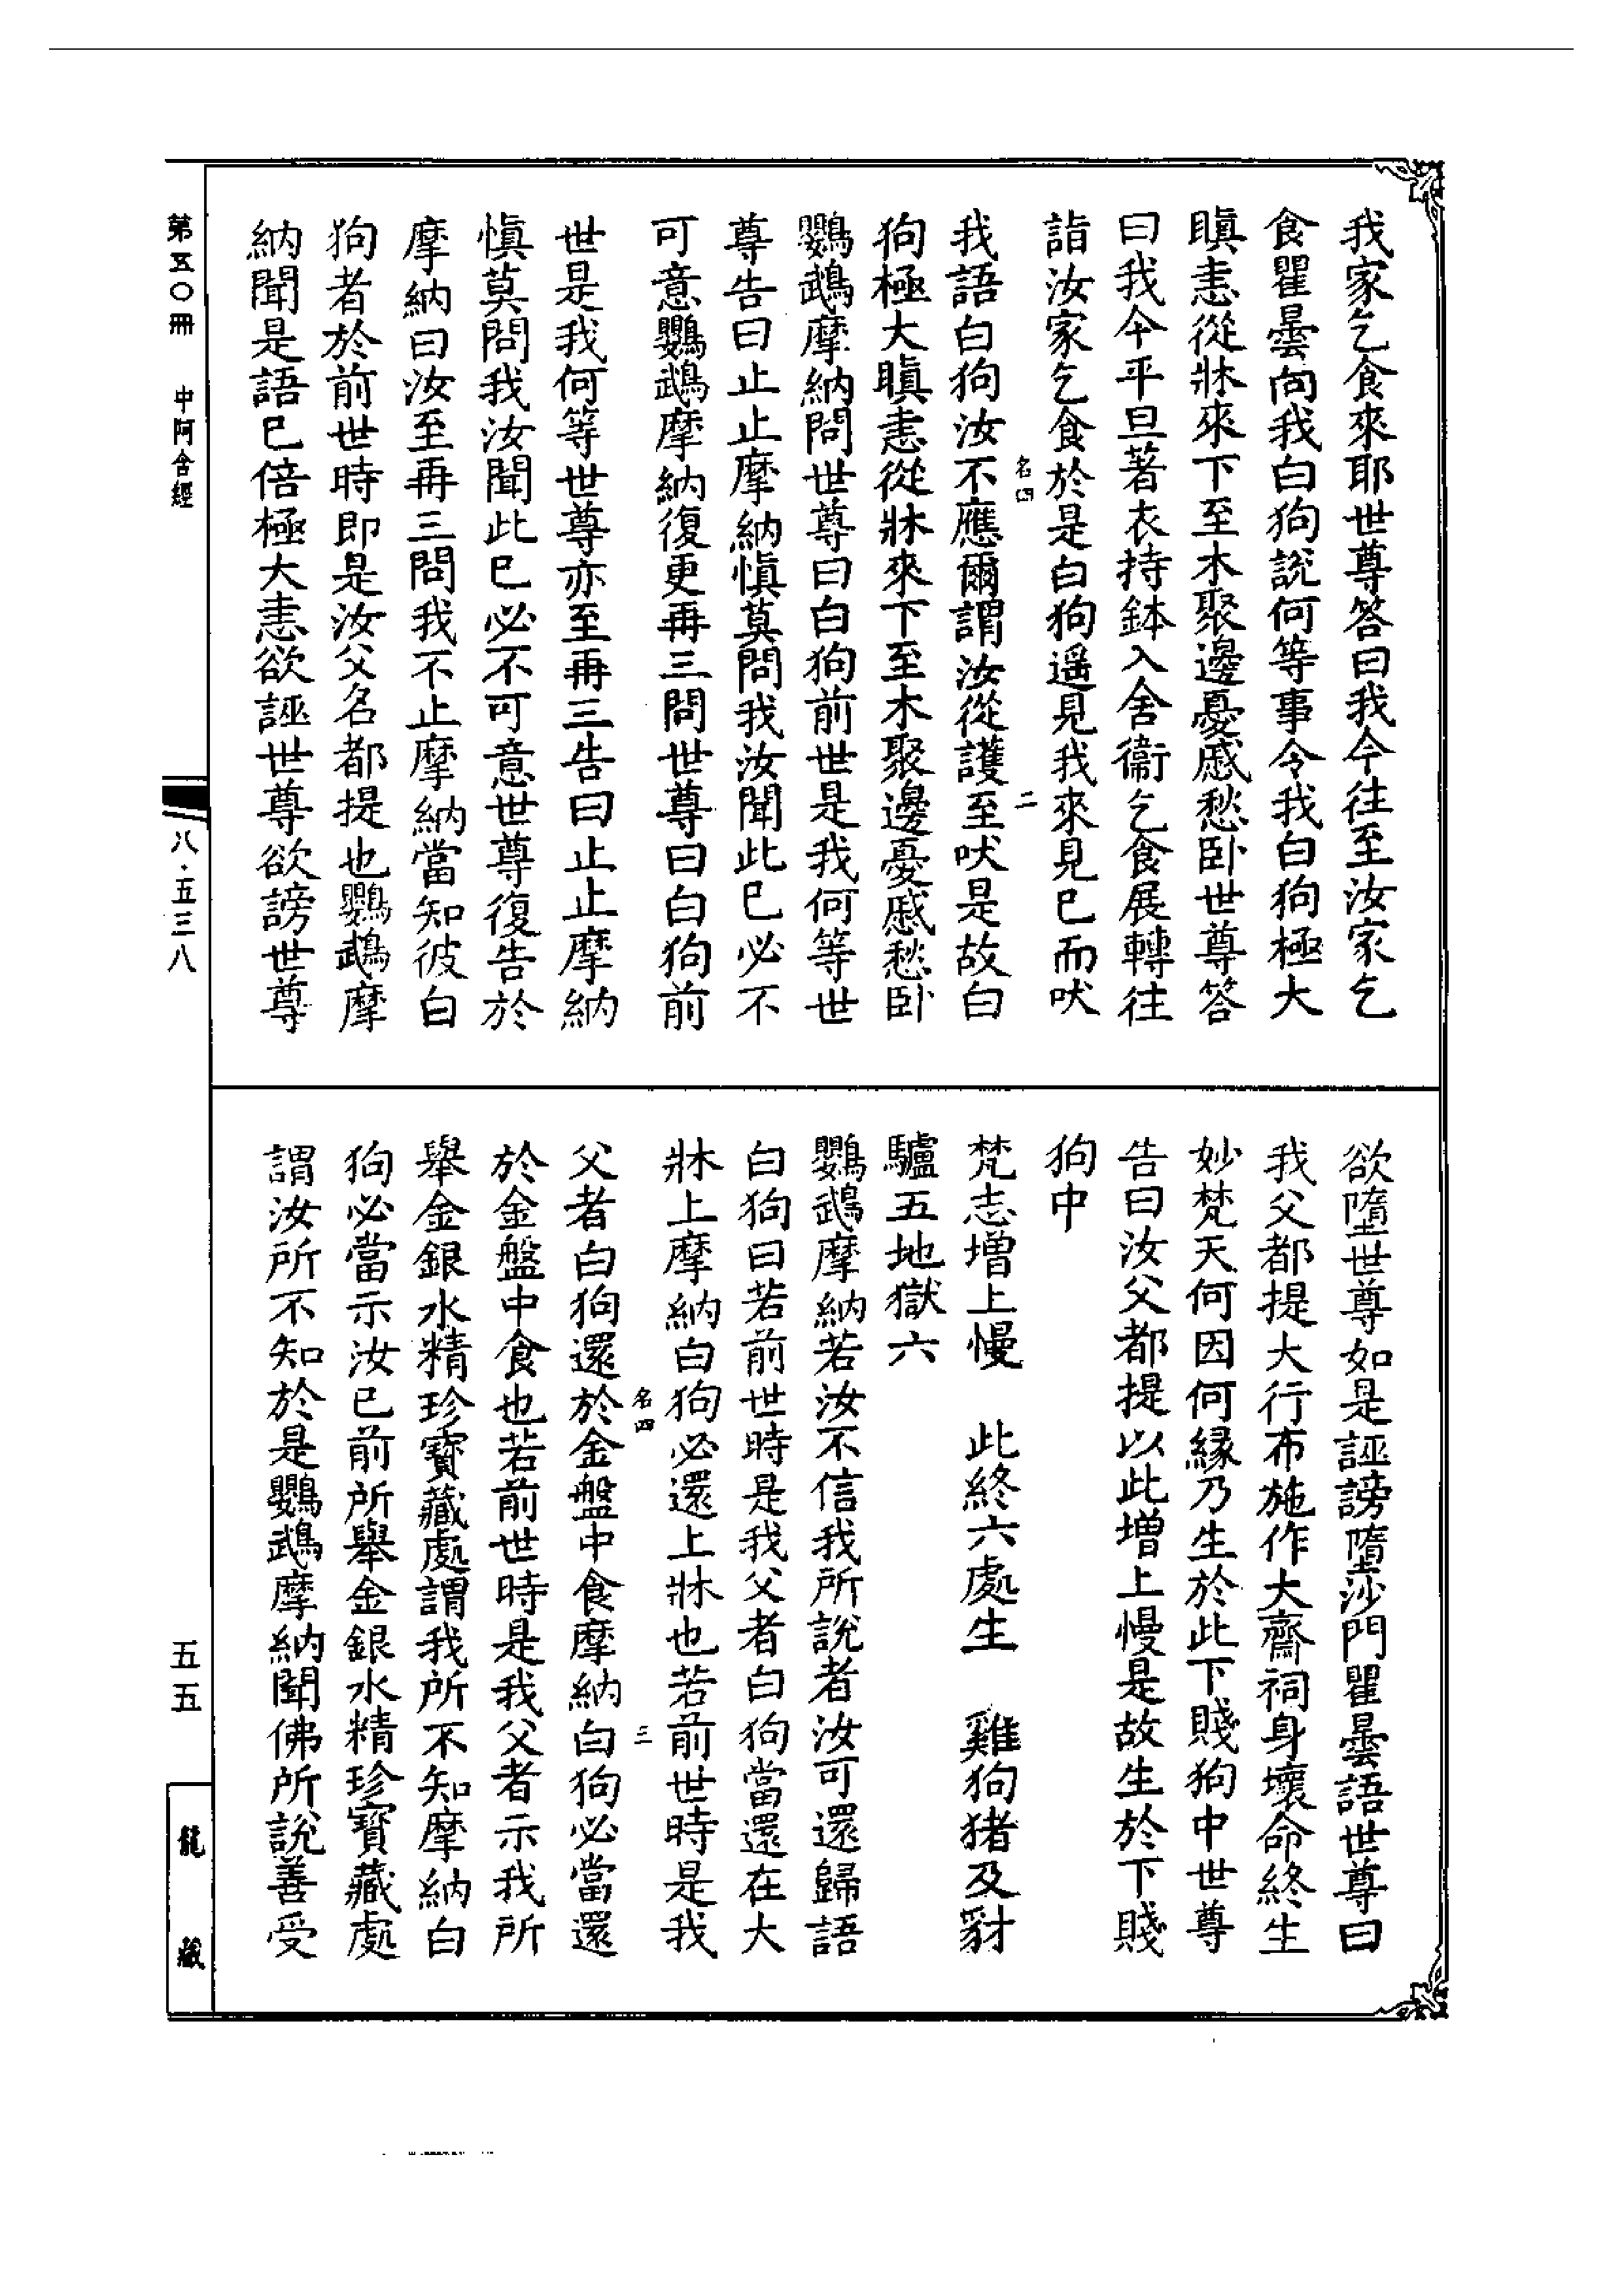 我家乞食來耶世尊答曰我今往至汝家乞
食瞿曇向我白狗說何等事令我白狗極大
瞋恚從牀來下至木聚邊憂慼愁卧世尊答
曰我今平旦著衣持鉢入舍衞乞食展轉往
詣汝家乞食於是白狗遥見我來見已而吠
名四
二
我語白狗汝不應爾謂汝從護至吠是故白
狗極大瞋恚從牀來下至木聚邊憂慼愁卧
鸚鵡摩納問世尊曰白狗前世是我何等世
尊告曰止止摩納愼莫問我汝聞此已必不
可意鸚鵡摩納復更再三問世尊曰白狗前
世是我何等世世尊亦至再三告曰止止摩納
愼莫問我汝聞此已必不可意世尊復告於
摩納曰汝至再三問我不止摩納當知彼白
狗者於前世時即是汝父名都提也鸚鵡摩
納聞是語已倍極大恚欲誣世尊欲謗世尊
欲墮世尊如是誣謗墮沙門瞿曇語世尊曰
我父都提大行布施作大齋祠身壞命終生
妙梵天何因何緣乃生於此下賤狗中世尊
告曰汝父都提以此增上慢是故生於下賤
狗中
梵志增上慢 此終六處生 雞狗猪及豺
驢五地獄六
鸚鵡摩納若汝不信我所說者汝可還歸語
白狗曰若前世時是我父者白狗當還在大
牀上摩納白狗必還上牀也若前世時是我
名四
三
父者白狗還於金盤中食摩納白狗必當還
於金盤中食也若前世時是我父者示我所
舉金銀水精珍寶藏處謂我所不知摩納白
狗必當示汝已前所舉金銀水精珍寶藏處
謂汝所不知於是鸚鵡摩納聞佛所說善受
第五〇冊 中阿含經
八·五三八
五五
龍藏